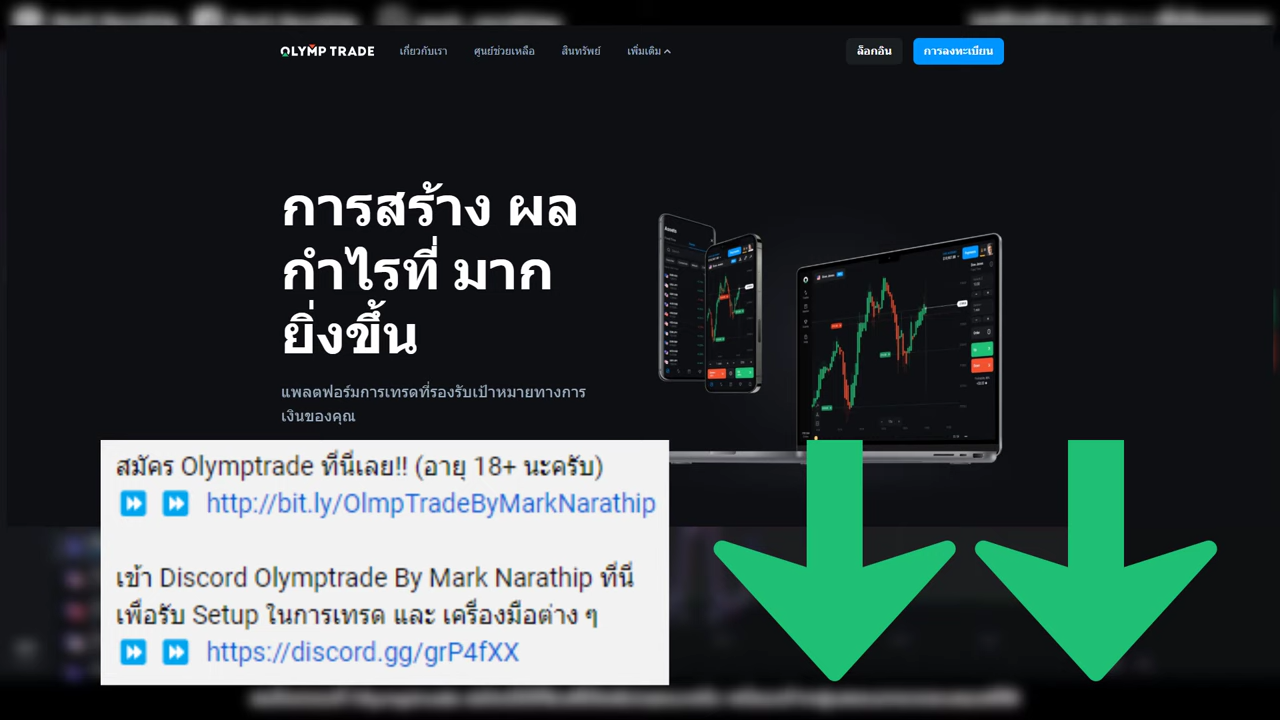 OLYMP TRADE เกี่ยวกับเรา ศูนย์ช่วยเหลือ สินทรัพย์ เพิ่มเติม ล็อกอิน การลงทะเบียน
การสร้าง ผล
กำไรที่ มาก
ยิ่งขึ้น
แพลตฟอร์มการเทรดที่รองรับเป้าหมายทางการ
เงินของคุณ
สมัคร Olymptrade ที่นี่เลย!! (อายุ 18+ นะครับ)
http://bit.ly/OlmpTradeByMarkNarathip
เข้า Discord Olymptrade By Mark Narathip ที่นี่
เพื่อรับ Setup ในการเทรด และ เครื่องมือต่าง ๆ
https://discord.gg/grP4fXX